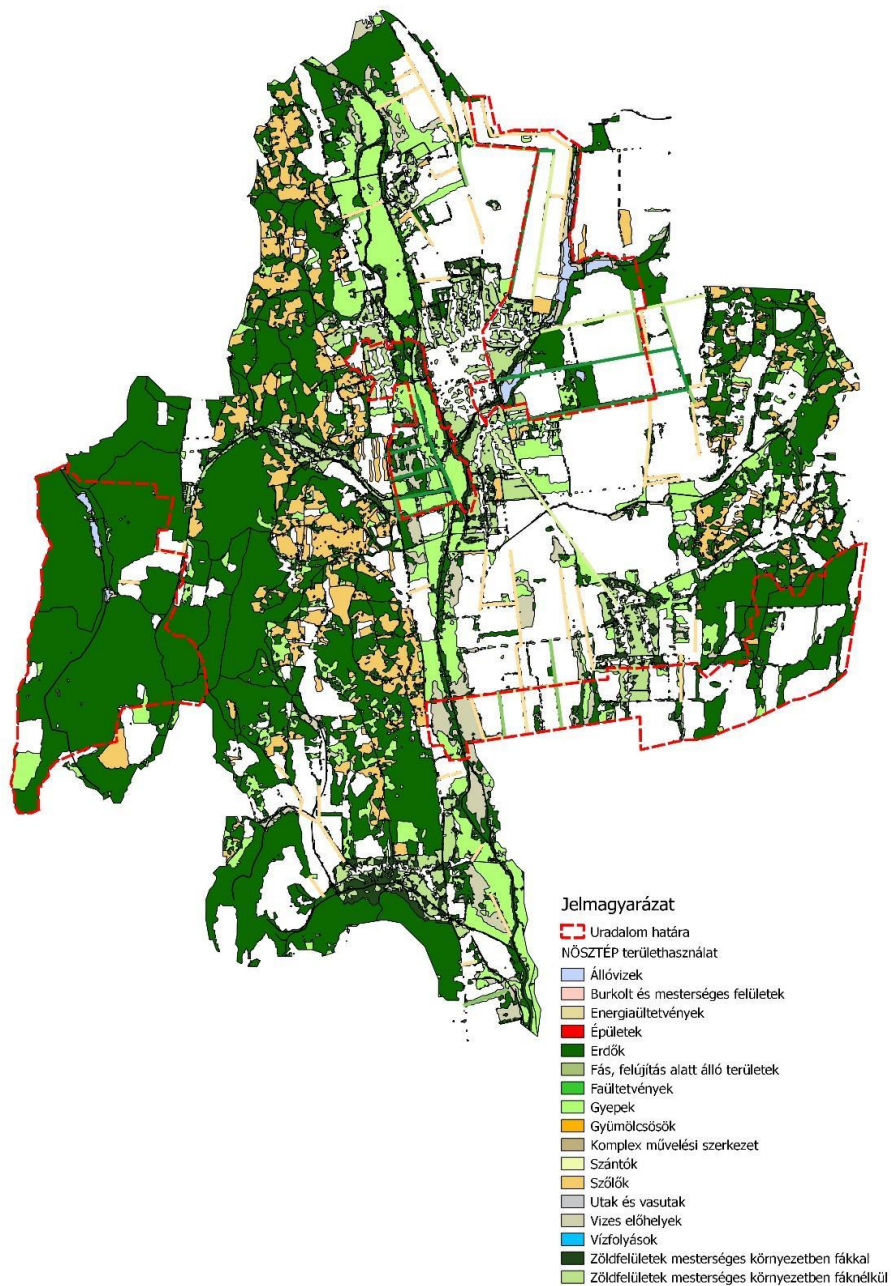 Jelmagyarázat
Uradalom határa
NÖSZTÉP területhasználat
Állóvizek
Burkolt és mesterséges felületek
Energiaültetvények
Épületek
Erdők
Fás, felújítás alatt álló területek
Faültetvények
Gyepek
Gyümölcsösök
Komplex művelési szerkezet
Szántók
Szőlők
Utak és vasutak
Vizes előhelyek
Vízfolyások
Zöldfelületek mesterséges környezetben fákkal
Zöldfelületek mesterséges környezetben fáknélkül